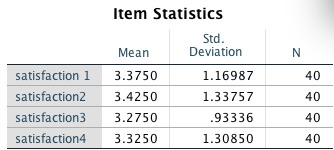 Item Statistics
Mean Std. Deviation N
satisfaction 1 3.3750 1.16987 40
satisfaction2 3.4250 1.33757 40
satisfaction3 3.2750 .93336 40
satisfaction4 3.3250 1.30850 40